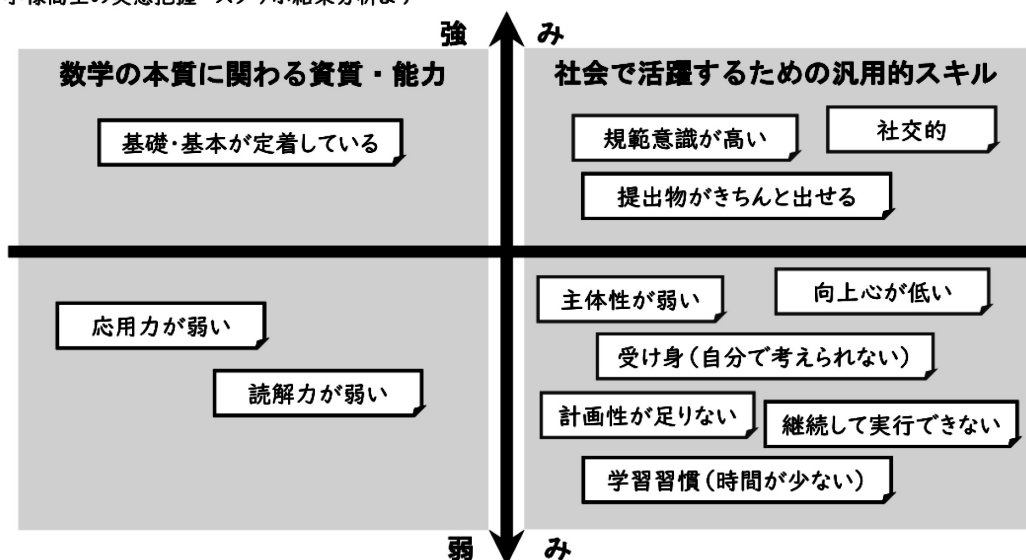 強 み
数学の本質に関わる資質・能力
社会で活躍するための汎用的スキル
基礎・基本が定着している
規範意識が高い
社交的
提出物がきちんと出せる
応用力が弱い
読解力が弱い
主体性が弱い
向上心が低い
受け身(自分で考えられない)
計画性が足りない
継続して実行できない
学習習慣(時間が少ない)
弱 み